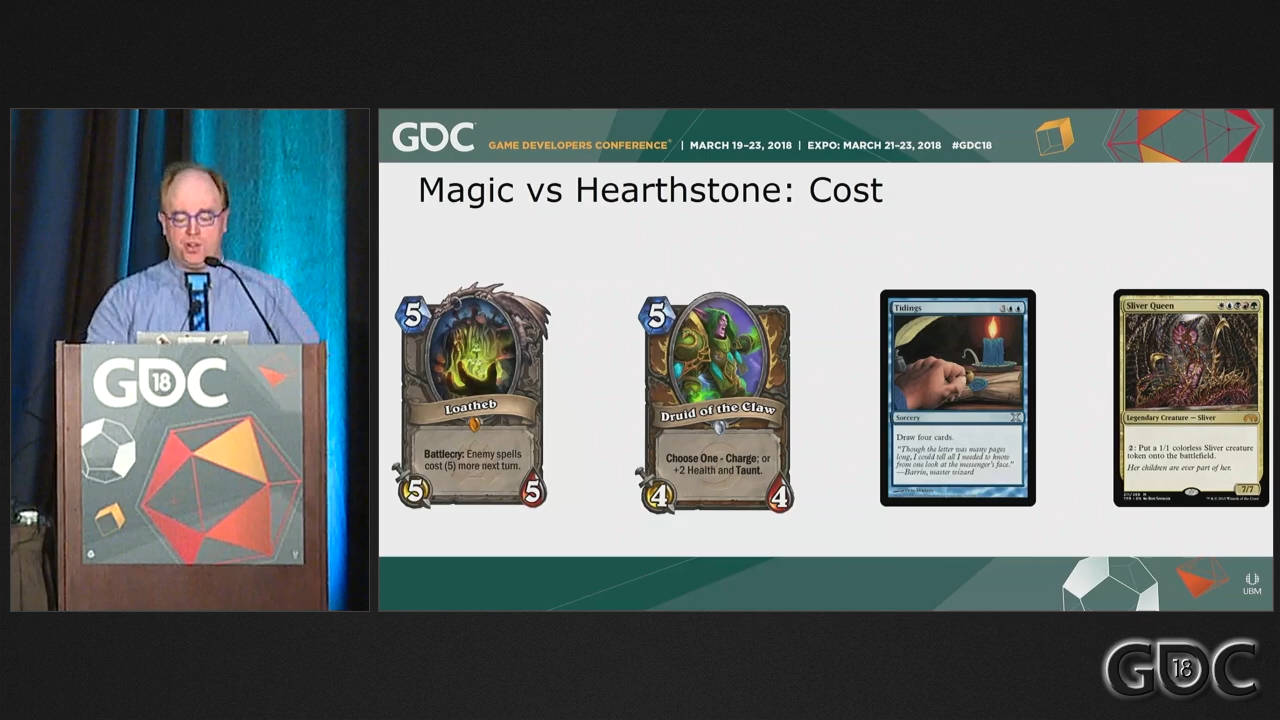 GDC
GAME DEVELOPERS CONFERENCE® | MARCH 19–23, 2018 | EXPO: MARCH 21–23, 2018 #GDC18
Magic vs Hearthstone: Cost
5
Loatheb
Battlecry: Enemy spells
cost (5) more next turn.
5
5
5
Druid of the Claw
Choose One - Charge; or
+2 Health and Taunt.
4
4
Tidings
3
Sorcery
Draw four cards.
"Though the letter was many pages
long, I could tell all I needed to know
from one look at the messenger's face."
—Barrin, master wizard
Sliver Queen
Legendary Creature — Sliver
2: Put a 1/1 colorless Sliver creature
token onto the battlefield.
Her children are ever part of her.
7/7
UBM
GDC
18
GDC
18